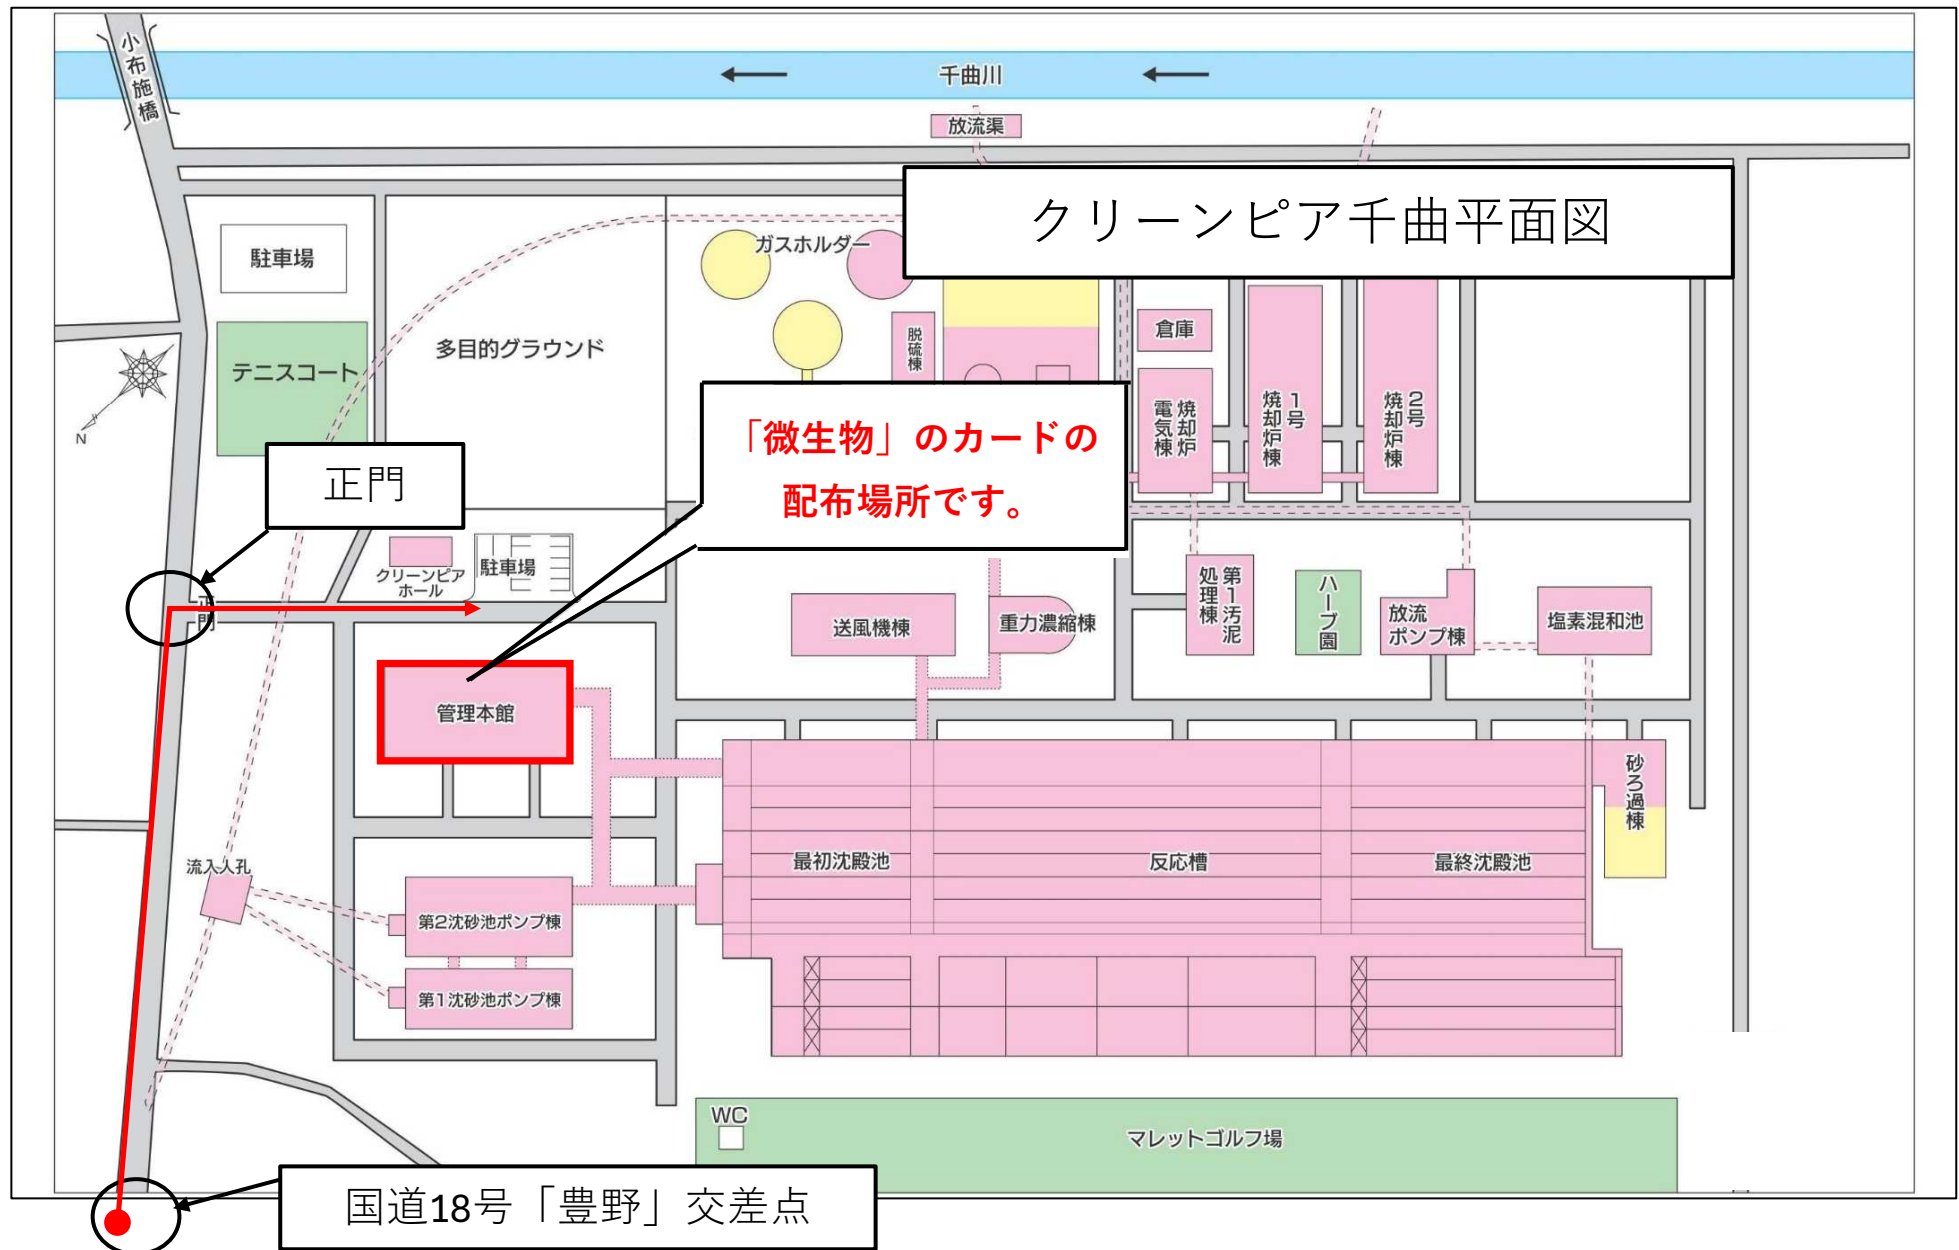 小布施橋
千曲川
放流渠
クリーンピア千曲平面図
駐車場
ガスホルダー
テニスコート
多目的グラウンド
脱硫棟
倉庫
焼却炉
電気棟
1号
焼却炉棟
2号
焼却炉棟
N
「微生物」のカードの
配布場所です。
正門
クリーンピア
ホール
駐車場
正門
送風機棟
重力濃縮棟
第1汚泥
処理棟
ハーブ園
放流
ポンプ棟
塩素混和池
管理本館
砂ろ過棟
最初沈殿池
反応槽
最終沈殿池
流入人孔
第2沈砂池ポンプ棟
第1沈砂池ポンプ棟
WC
マレットゴルフ場
国道18号「豊野」交差点